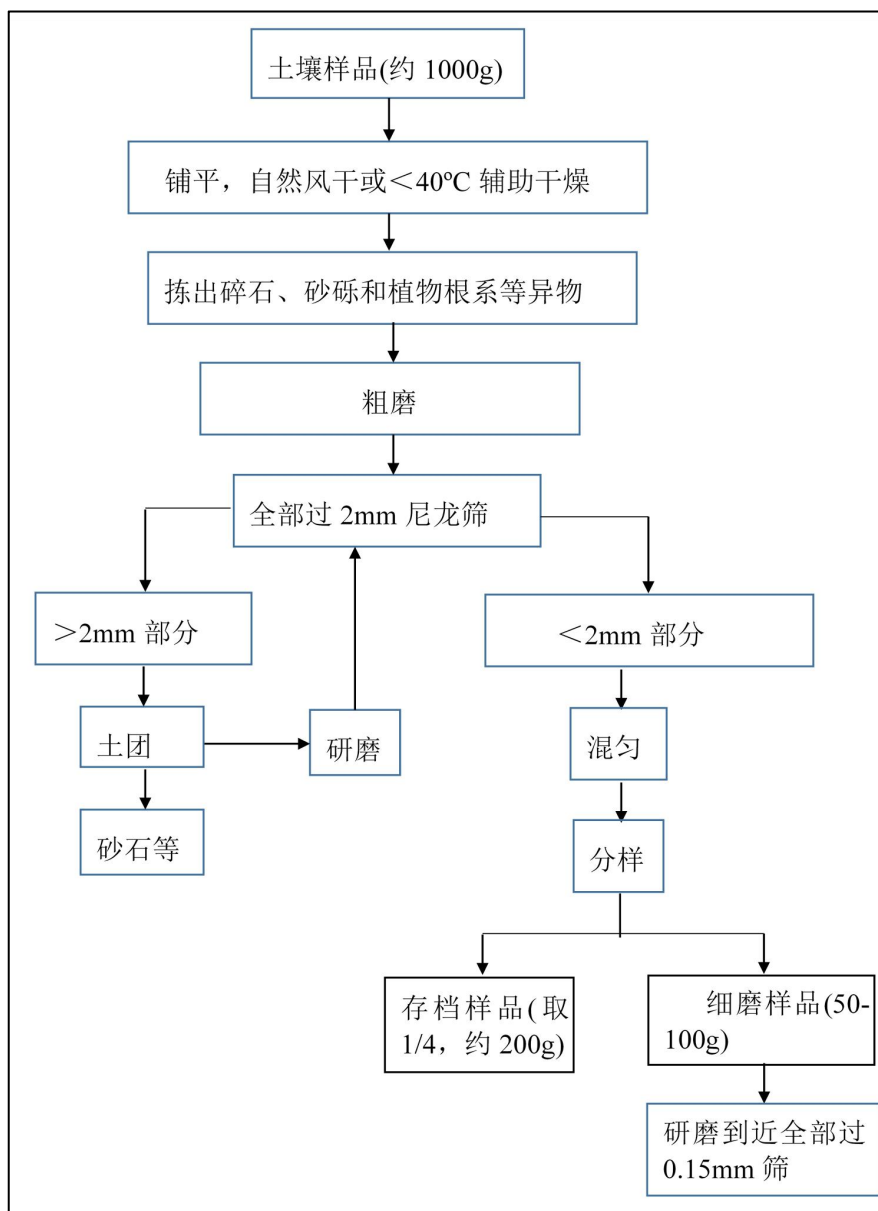 土壤样品(约 1000g)
铺平，自然风干或＜40ºC 辅助干燥
拣出碎石、砂砾和植物根系等异物
粗磨
全部过 2mm 尼龙筛
＞2mm 部分
＜2mm 部分
土团
研磨
混匀
砂石等
分样
存档样品(取
1/4，约 200g)
细磨样品(50-
100g)
研磨到近全部过
0.15mm 筛